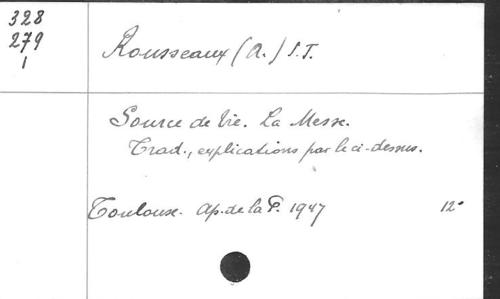 328
279
1
Rousseaux (A.) S.T.
Source de Vie. La Messe.
Trad., explications par le ci-dessus.
Toulouse. Ap. de la P. 1947 12°